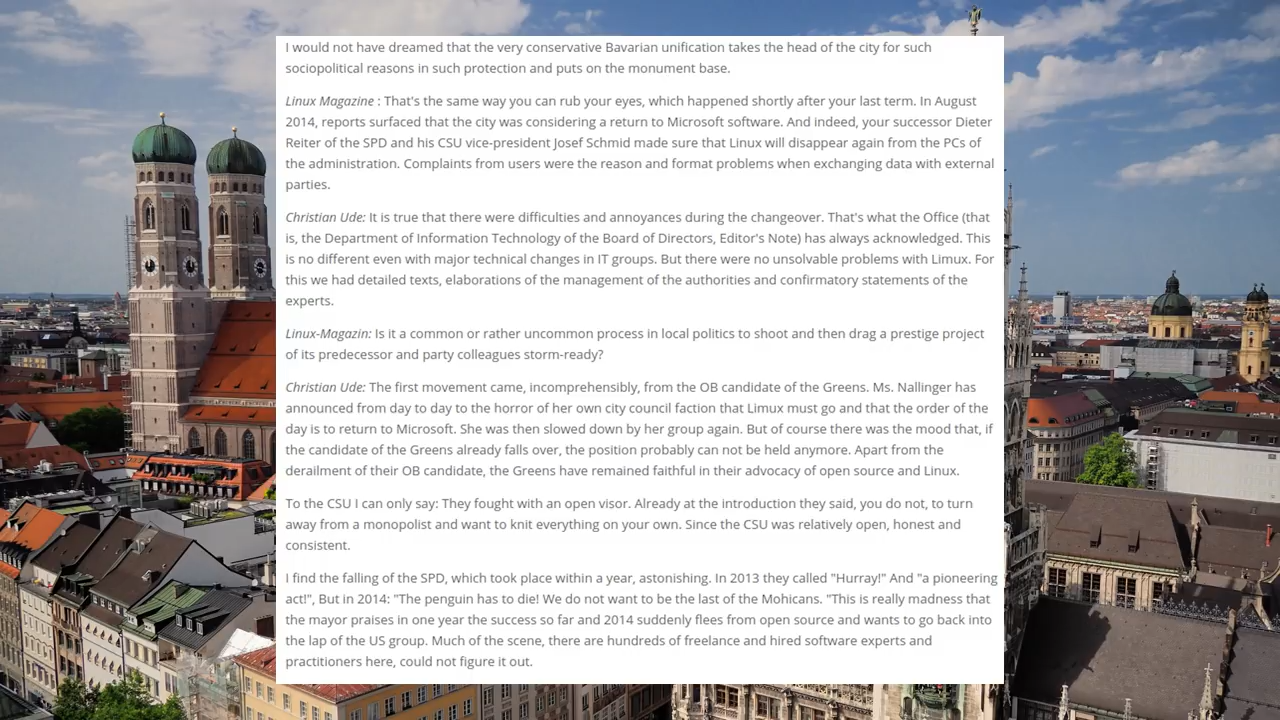 I would not have dreamed that the very conservative Bavarian unification takes the head of the city for such
sociopolitical reasons in such protection and puts on the monument base.
Linux Magazine : That's the same way you can rub your eyes, which happened shortly after your last term. In August
2014, reports surfaced that the city was considering a return to Microsoft software. And indeed, your successor Dieter
Reiter of the SPD and his CSU vice-president Josef Schmid made sure that Linux will disappear again from the PCs of
the administration. Complaints from users were the reason and format problems when exchanging data with external
parties.
Christian Ude: It is true that there were difficulties and annoyances during the changeover. That's what the Office (that
is, the Department of Information Technology of the Board of Directors, Editor's Note) has always acknowledged. This
is no different even with major technical changes in IT groups. But there were no unsolvable problems with Limux. For
this we had detailed texts, elaborations of the management of the authorities and confirmatory statements of the
experts.
Linux-Magazin: Is it a common or rather uncommon process in local politics to shoot and then drag a prestige project
of its predecessor and party colleagues storm-ready?
Christian Ude: The first movement came, incomprehensibly, from the OB candidate of the Greens. Ms. Nallinger has
announced from day to day to the horror of her own city council faction that Limux must go and that the order of the
day is to return to Microsoft. She was then slowed down by her group again. But of course there was the mood that, if
the candidate of the Greens already falls over, the position probably can not be held anymore. Apart from the
derailment of their OB candidate, the Greens have remained faithful in their advocacy of open source and Linux.
To the CSU I can only say: They fought with an open visor. Already at the introduction they said, you do not, to turn
away from a monopolist and want to knit everything on your own. Since the CSU was relatively open, honest and
consistent.
I find the falling of the SPD, which took place within a year, astonishing. In 2013 they called "Hurray!" And "a pioneering
act!", But in 2014: "The penguin has to die! We do not want to be the last of the Mohicans. "This is really madness that
the mayor praises in one year the success so far and 2014 suddenly flees from open source and wants to go back into
the lap of the US group. Much of the scene, there are hundreds of freelance and hired software experts and
practitioners here, could not figure it out.